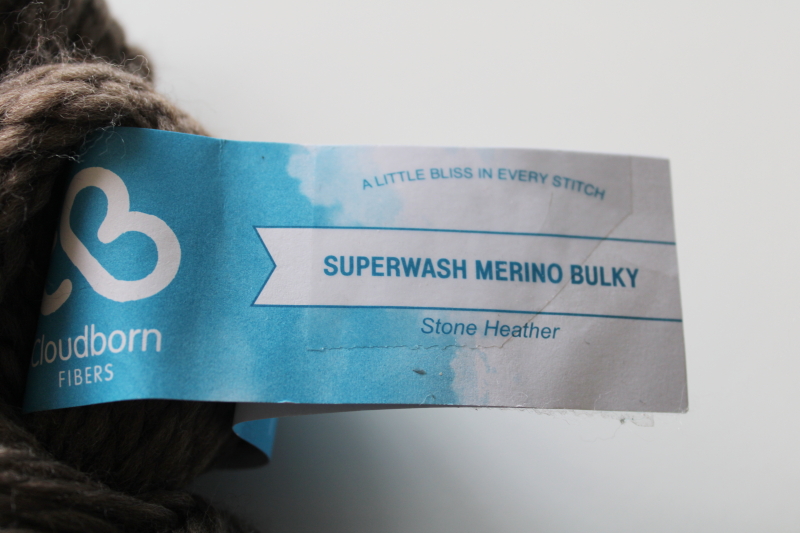 A LITTLE BLISS IN EVERY STITCH
SUPERWASH MERINO BULKY
Stone Heather
cloudborn
FIBERS